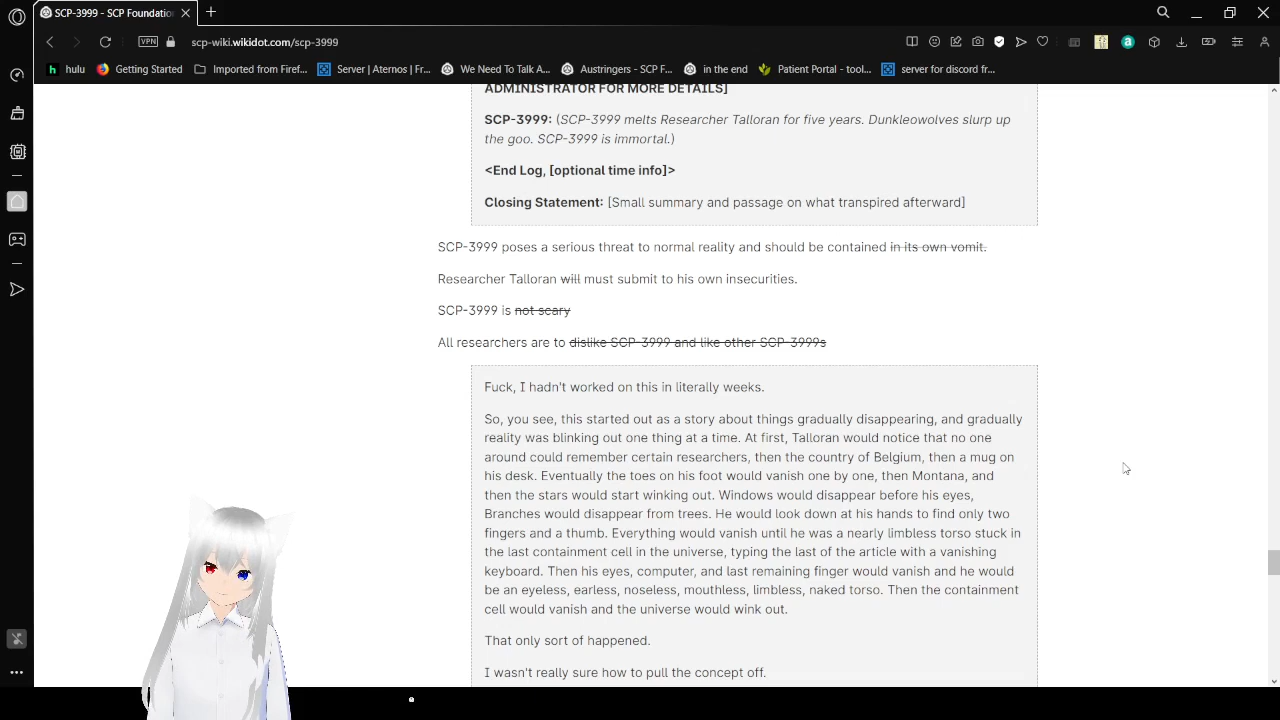 SCP-3999 - SCP Foundatio
VPN
scp-wiki.wikidot.com/scp-3999
hulu
Getting Started
Imported from Firef...
Server | Aternos | Fr...
We Need To Talk A...
Austringers - SCP F...
in the end
Patient Portal - tool...
server for discord fr...
ADMINISTRATOR FOR MORE DETAILS]
SCP-3999: (SCP-3999 melts Researcher Talloran for five years. Dunkleowolves slurp up
the goo. SCP-3999 is immortal.)
<End Log, [optional time info]>
Closing Statement: [Small summary and passage on what transpired afterward]
SCP-3999 poses a serious threat to normal reality and should be contained in its own vomit.
Researcher Talloran will must submit to his own insecurities.
SCP-3999 is not scary
All researchers are to dislike SCP-3999 and like other SCP-3999s
Fuck, I hadn't worked on this in literally weeks.
So, you see, this started out as a story about things gradually disappearing, and gradually
reality was blinking out one thing at a time. At first, Talloran would notice that no one
around could remember certain researchers, then the country of Belgium, then a mug on
his desk. Eventually the toes on his foot would vanish one by one, then Montana, and
then the stars would start winking out. Windows would disappear before his eyes,
Branches would disappear from trees. He would look down at his hands to find only two
fingers and a thumb. Everything would vanish until he was a nearly limbless torso stuck in
the last containment cell in the universe, typing the last of the article with a vanishing
keyboard. Then his eyes, computer, and last remaining finger would vanish and he would
be an eyeless, earless, noseless, mouthless, limbless, naked torso. Then the containment
cell would vanish and the universe would wink out.
That only sort of happened.
I wasn't really sure how to pull the concept off.